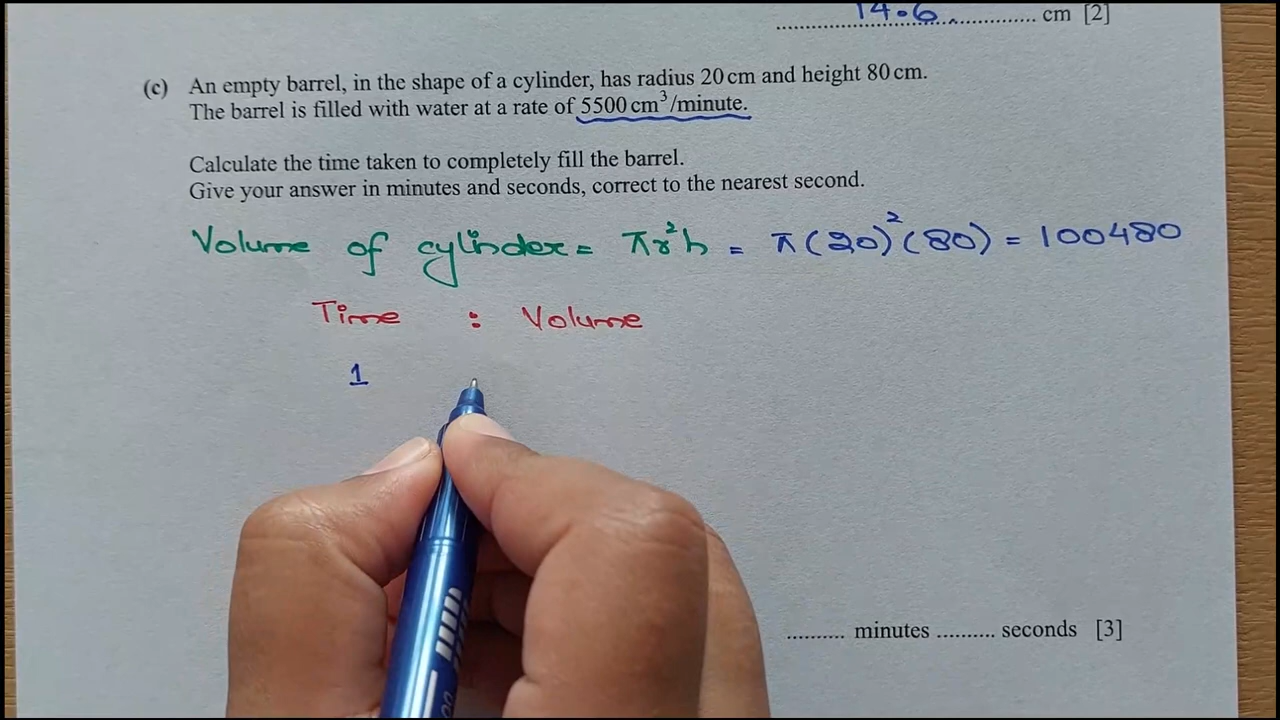 14.6 cm [2]
(c) An empty barrel, in the shape of a cylinder, has radius 20 cm and height 80 cm.
The barrel is filled with water at a rate of 5500 cm³/minute.
Calculate the time taken to completely fill the barrel.
Give your answer in minutes and seconds, correct to the nearest second.
Volume of cylinder = πr²h = π(20)²(80) = 100480
Time : Volume
1
.......... minutes .......... seconds [3]